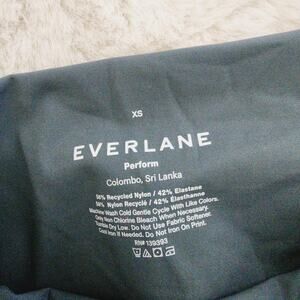 XS
EVERLANE
Perform
Colombo, Sri Lanka
58% Recycled Nylon / 42% Elastane
58% Nylon Recyclé / 42% Élasthanne
Machine Wash Cold Gentle Cycle With Like Colors.
Only Non Chlorine Bleach When Necessary.
Tumble Dry Low. Do Not Use Fabric Softener.
Cool Iron If Needed. Do Not Iron On Print.
RN# 139393